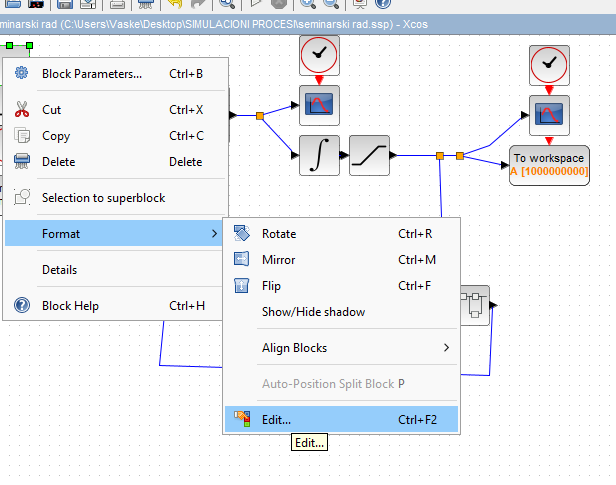 minarski rad (C:\Users\Vaske\Desktop\SIMULACIONI PROCESI\seminarski rad.ssp) - Xcos
Block Parameters... Ctrl+B
Cut Ctrl+X
Copy Ctrl+C
Delete Delete
Selection to superblock
Format
Details
Block Help Ctrl+H
Rotate Ctrl+R
Mirror Ctrl+M
Flip Ctrl+F
Show/Hide shadow
Align Blocks
Auto-Position Split Block P
Edit... Ctrl+F2
Edit...
To workspace
A [1000000000]